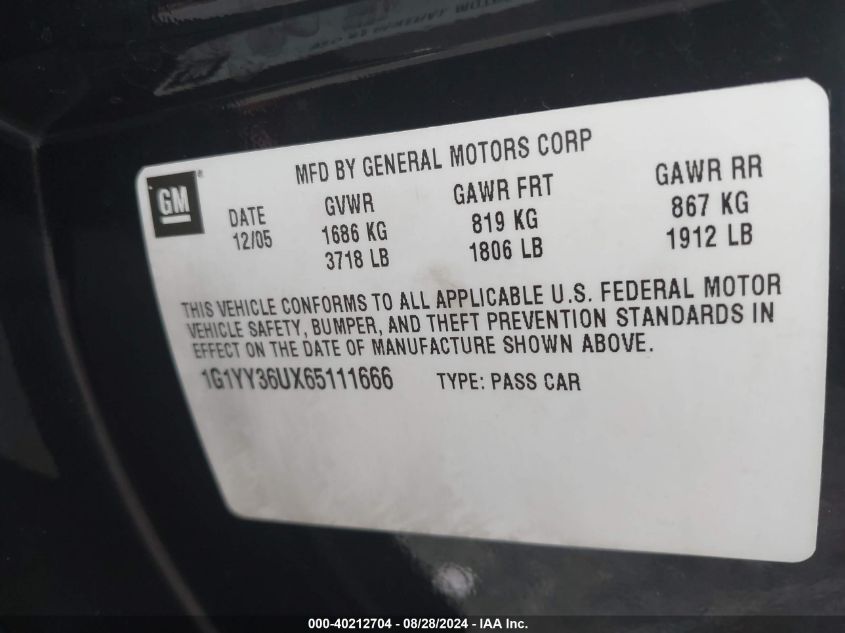 MFD BY GENERAL MOTORS CORP
GM®
DATE GVWR GAWR FRT GAWR RR
12/05 1686 KG 819 KG 867 KG
3718 LB 1806 LB 1912 LB
THIS VEHICLE CONFORMS TO ALL APPLICABLE U.S. FEDERAL MOTOR
VEHICLE SAFETY, BUMPER, AND THEFT PREVENTION STANDARDS IN
EFFECT ON THE DATE OF MANUFACTURE SHOWN ABOVE.
1G1YY36UX65111666 TYPE: PASS CAR
000-40212704 - 08/28/2024 - IAA Inc.